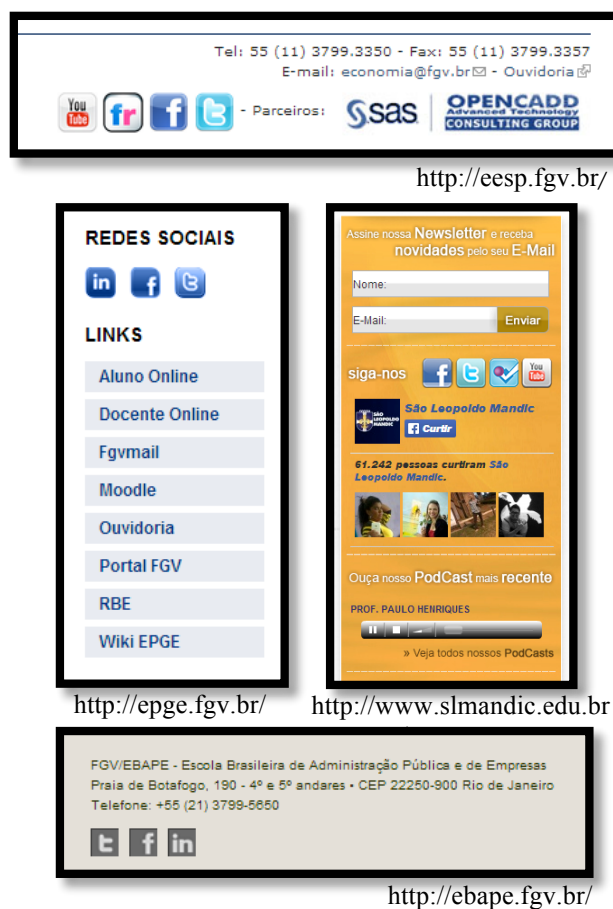 Tel: 55 (11) 3799.3350 - Fax: 55 (11) 3799.3357
E-mail: economia@fgv.br - Ouvidoria
You Tube fr f t - Parceiros: sas OPENCADD
Advanced Technology
CONSULTING GROUP
http://eesp.fgv.br/
REDES SOCIAIS
in f t
LINKS
Aluno Online
Docente Online
Fgvmail
Moodle
Ouvidoria
Portal FGV
RBE
Wiki EPGE
http://epge.fgv.br/
Assine nossa Newsletter e receba
novidades pelo seu E-Mail
Nome:
E-Mail: Enviar
siga-nos f t You Tube
SÃO LEOPOLDO MANDIC
São Leopoldo Mandic
f Curtir
61.242 pessoas curtiram São
Leopoldo Mandic.
Ouça nosso PodCast mais recente
PROF. PAULO HENRIQUES
» Veja todos nossos PodCasts
http://www.slmandic.edu.br
FGV/EBAPE - Escola Brasileira de Administração Pública e de Empresas
Praia de Botafogo, 190 - 4º e 5º andares • CEP 22250-900 Rio de Janeiro
Telefone: +55 (21) 3799-5650
t f in
http://ebape.fgv.br/